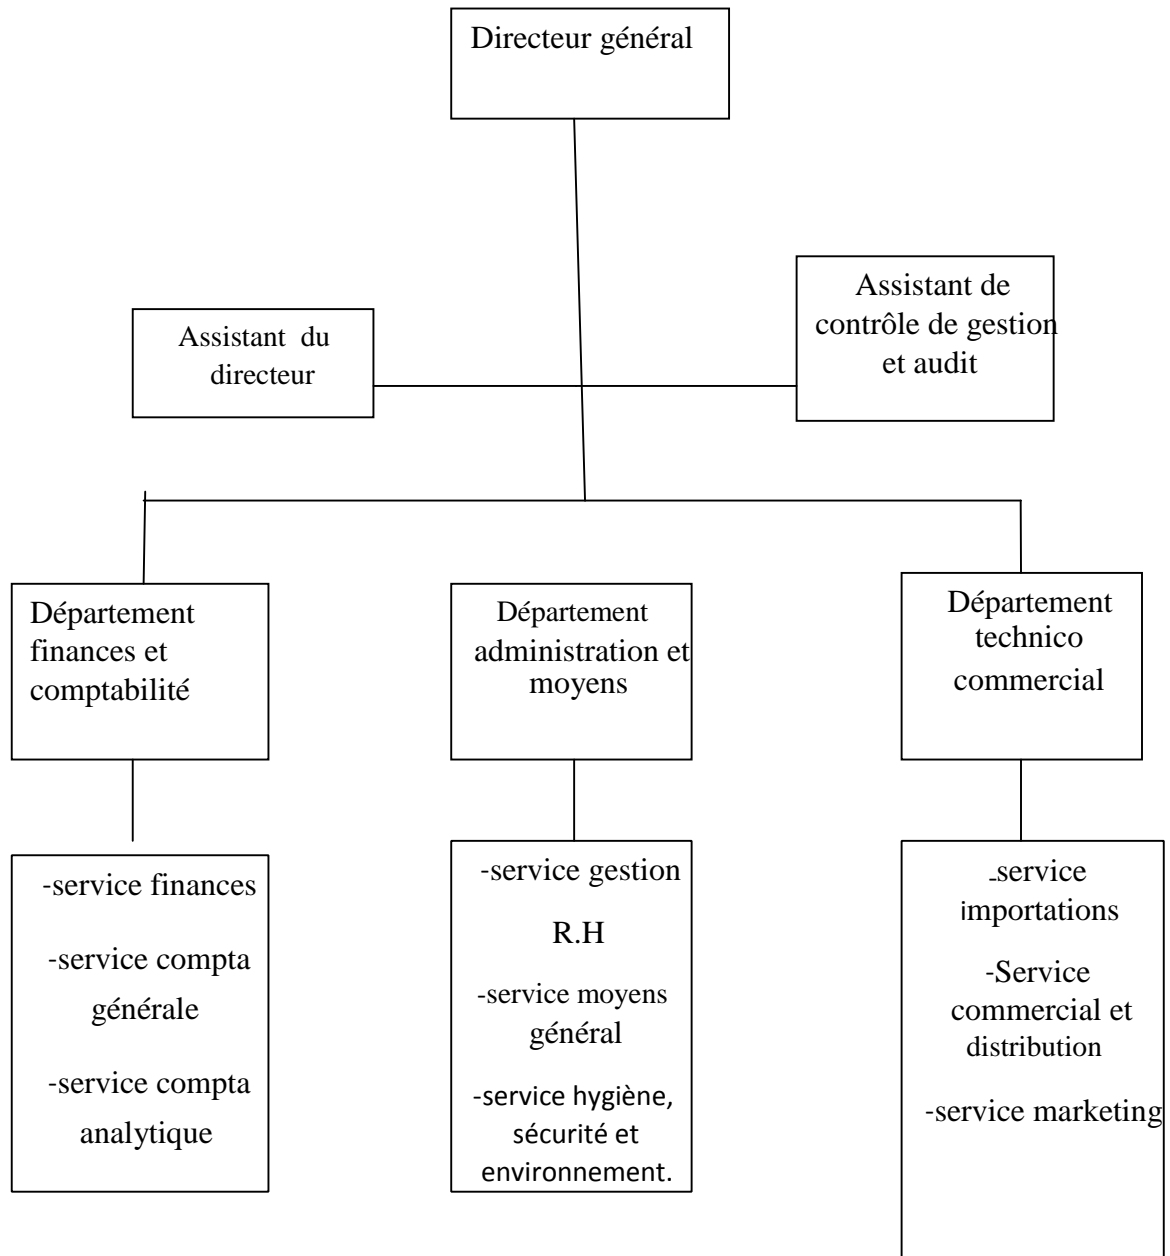 Directeur général
Assistant du
directeur
Assistant de
contrôle de gestion
et audit
Département
finances et
comptabilité
Département
administration et
moyens
Département
technico
commercial
-service finances
-service compta
générale
-service compta
analytique
-service gestion
R.H
-service moyens
général
-service hygiène,
sécurité et
environnement.
-service
importations
-Service
commercial et
distribution
-service marketing